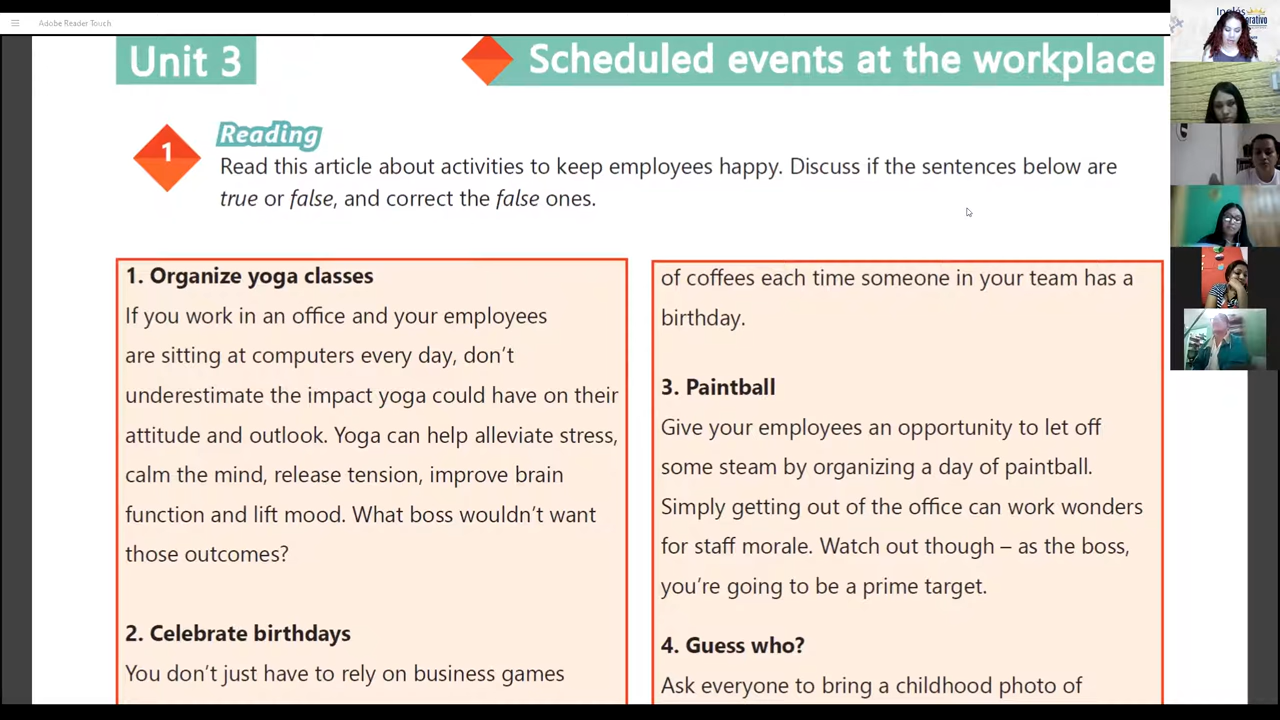 Adobe Reader Touch
Unit 3
Scheduled events at the workplace
1
Reading
Read this article about activities to keep employees happy. Discuss if the sentences below are
true or false, and correct the false ones.
1. Organize yoga classes
If you work in an office and your employees
are sitting at computers every day, don't
underestimate the impact yoga could have on their
attitude and outlook. Yoga can help alleviate stress,
calm the mind, release tension, improve brain
function and lift mood. What boss wouldn't want
those outcomes?
2. Celebrate birthdays
You don't just have to rely on business games
of coffees each time someone in your team has a
birthday.
3. Paintball
Give your employees an opportunity to let off
some steam by organizing a day of paintball.
Simply getting out of the office can work wonders
for staff morale. Watch out though – as the boss,
you're going to be a prime target.
4. Guess who?
Ask everyone to bring a childhood photo of
Inglés